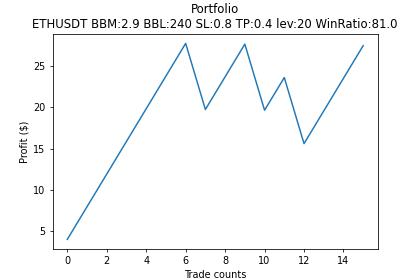 Portfolio
ETHUSDT BBM:2.9 BBL:240 SL:0.8 TP:0.4 lev:20 WinRatio:81.0
Profit ($)
25
20
15
10
5
0 2 4 6 8 10 12 14
Trade counts